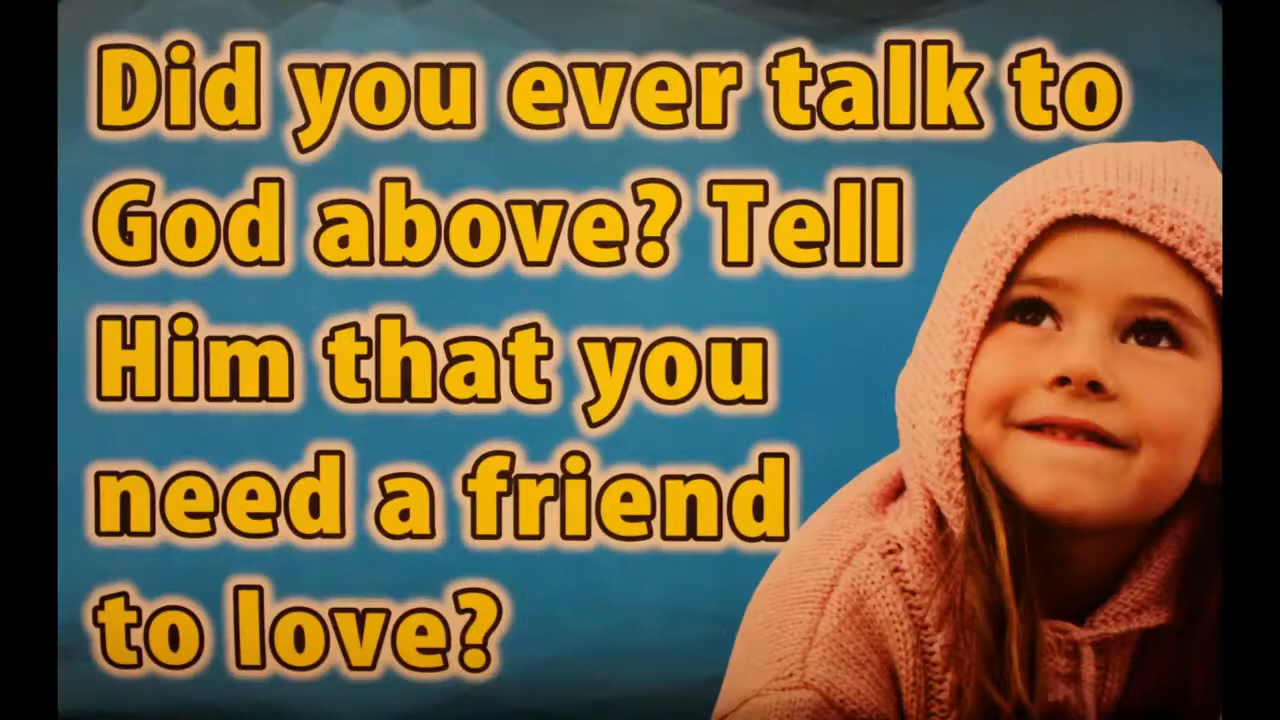 Did you ever talk to
God above? Tell
Him that you
need a friend
to love?